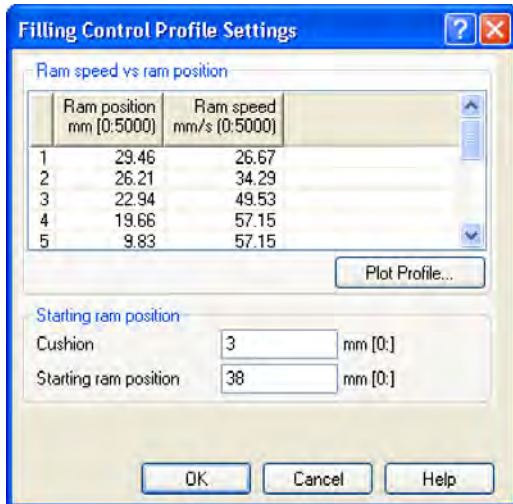 Filling Control Profile Settings
Ram speed vs ram position
Ram position Ram speed
mm [0:5000) mm/s (0:5000)
1 29.46 26.67
2 26.21 34.29
3 22.94 49.53
4 19.66 57.15
5 9.83 57.15
Plot Profile...
Starting ram position
Cushion 3 mm [0:]
Starting ram position 38 mm [0:]
OK Cancel Help